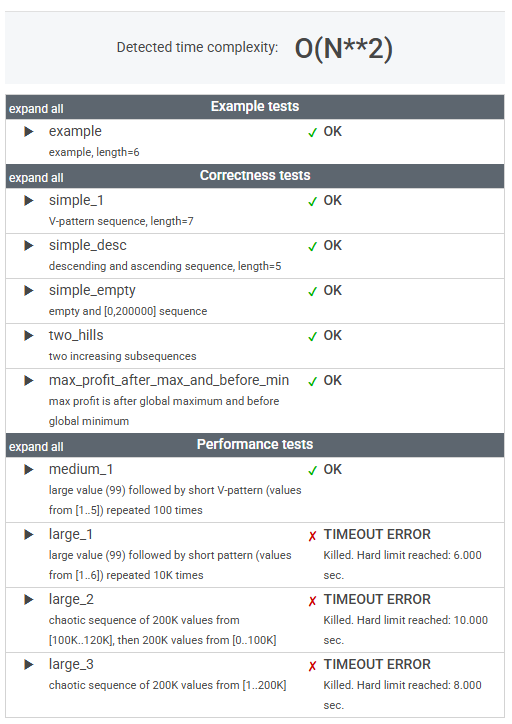 Detected time complexity: O(N**2)
expand all Example tests
▶ example ✓ OK
example, length=6
expand all Correctness tests
▶ simple_1 ✓ OK
V-pattern sequence, length=7
▶ simple_desc ✓ OK
descending and ascending sequence, length=5
▶ simple_empty ✓ OK
empty and [0,200000] sequence
▶ two_hills ✓ OK
two increasing subsequences
▶ max_profit_after_max_and_before_min ✓ OK
max profit is after global maximum and before
global minimum
expand all Performance tests
▶ medium_1 ✓ OK
large value (99) followed by short V-pattern (values
from [1..5]) repeated 100 times
▶ large_1 ✗ TIMEOUT ERROR
large value (99) followed by short pattern (values Killed. Hard limit reached: 6.000
from [1..6]) repeated 10K times sec.
▶ large_2 ✗ TIMEOUT ERROR
chaotic sequence of 200K values from Killed. Hard limit reached: 10.000
[100K..120K], then 200K values from [0..100K] sec.
▶ large_3 ✗ TIMEOUT ERROR
chaotic sequence of 200K values from [1..200K] Killed. Hard limit reached: 8.000
sec.